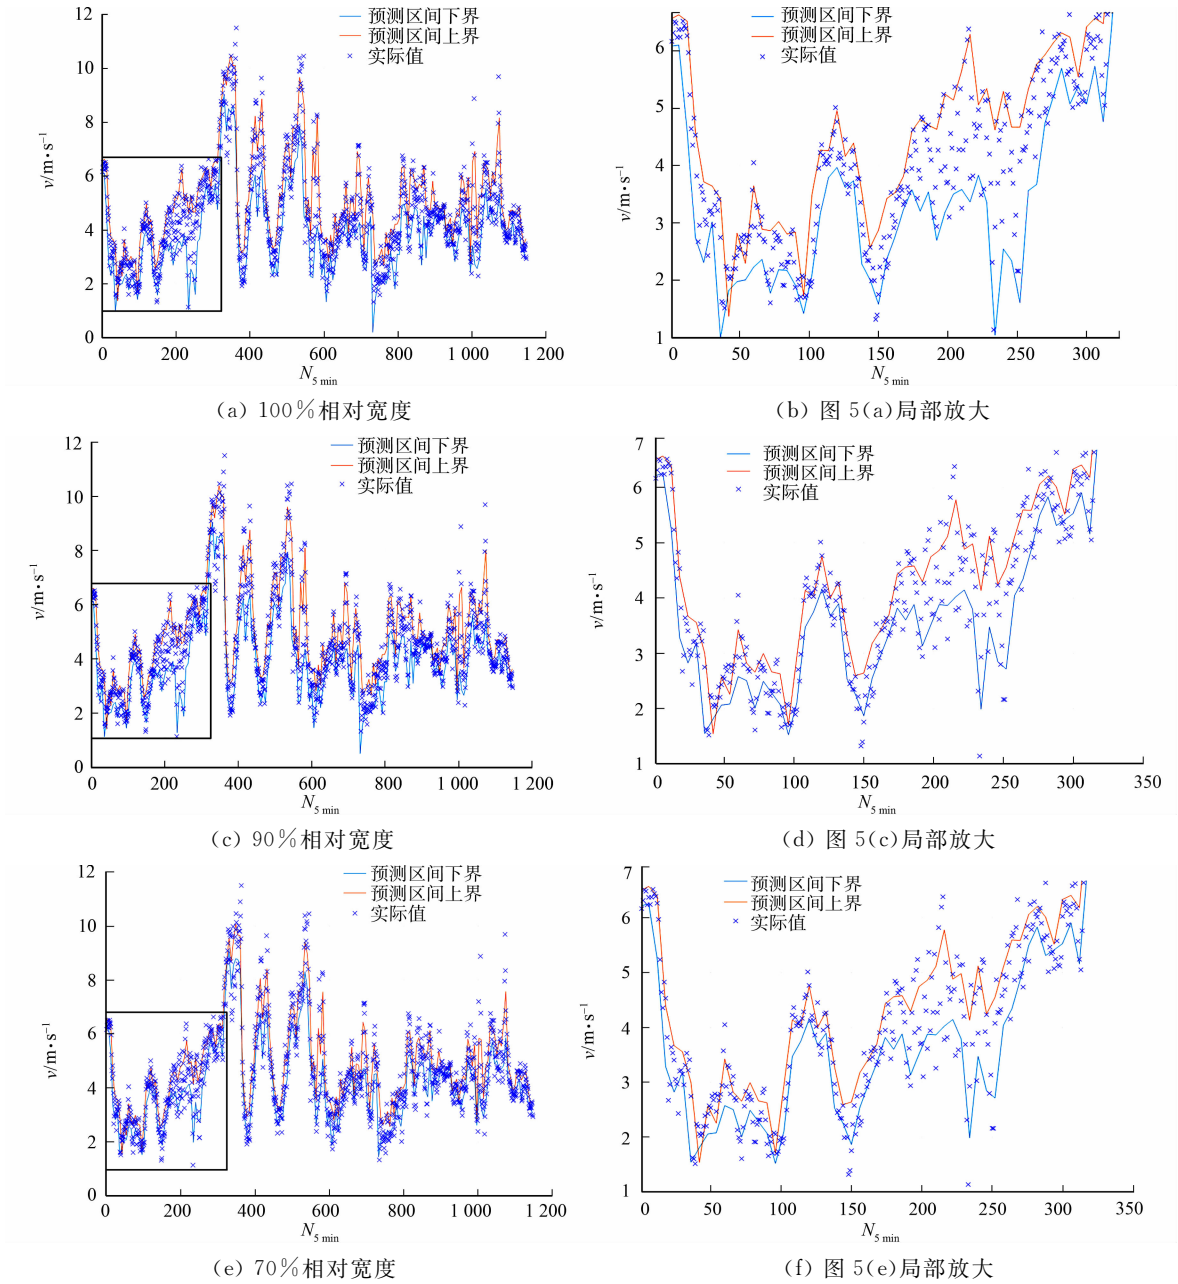 预测区间下界
预测区间上界
实际值
12
10
8
6
4
2
0
v/m·s⁻¹
0 200 400 600 800 1 000 1 200
N5 min
(a) 100%相对宽度
预测区间下界
预测区间上界
实际值
6
5
4
3
2
1
v/m·s⁻¹
0 50 100 150 200 250 300
N5 min
(b) 图 5(a)局部放大
预测区间下界
预测区间上界
实际值
12
10
8
6
4
2
0
v/m·s⁻¹
0 200 400 600 800 1 000 1 200
N5 min
(c) 90%相对宽度
预测区间下界
预测区间上界
实际值
7
6
5
4
3
2
1
v/m·s⁻¹
0 50 100 150 200 250 300 350
N5 min
(d) 图 5(c)局部放大
预测区间下界
预测区间上界
实际值
12
10
8
6
4
2
0
v/m·s⁻¹
0 200 400 600 800 1 000 1 200
N5 min
(e) 70%相对宽度
预测区间下界
预测区间上界
实际值
7
6
5
4
3
2
1
v/m·s⁻¹
0 50 100 150 200 250 300 350
N5 min
(f) 图 5(e)局部放大